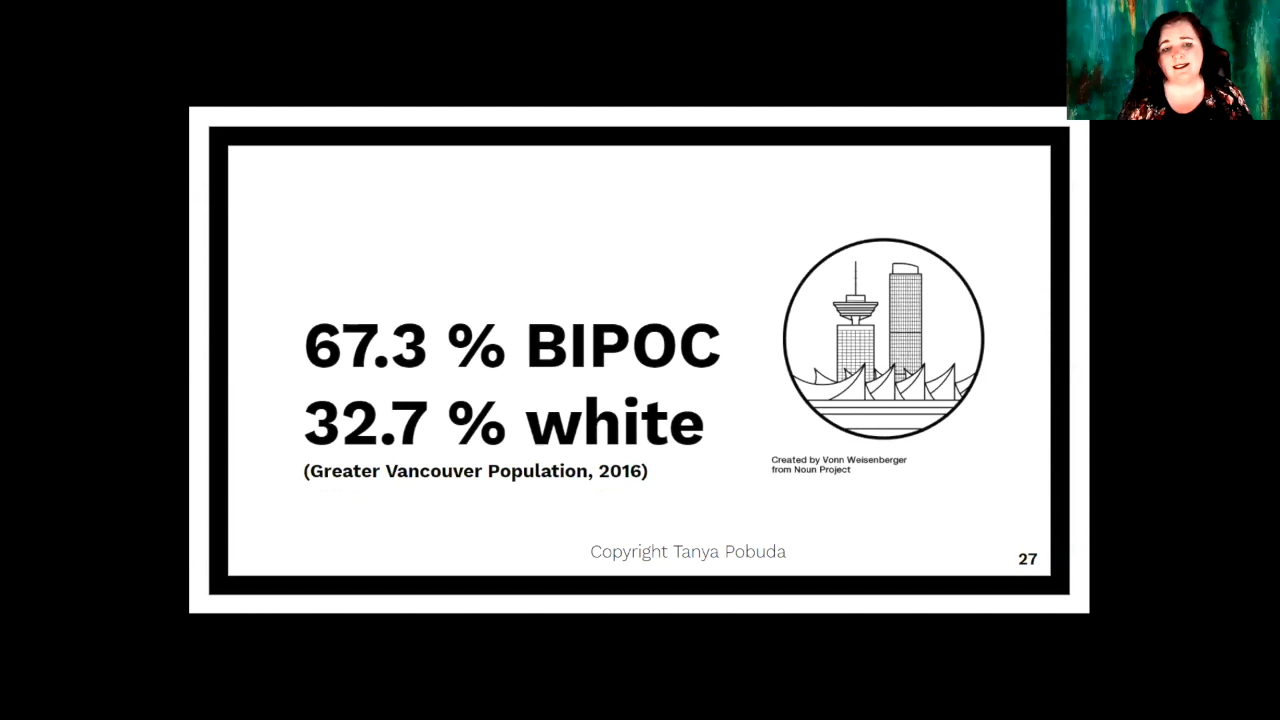 67.3 % BIPOC
32.7 % white
(Greater Vancouver Population, 2016)
Created by Vonn Weisenberger
from Noun Project
Copyright Tanya Pobuda
27